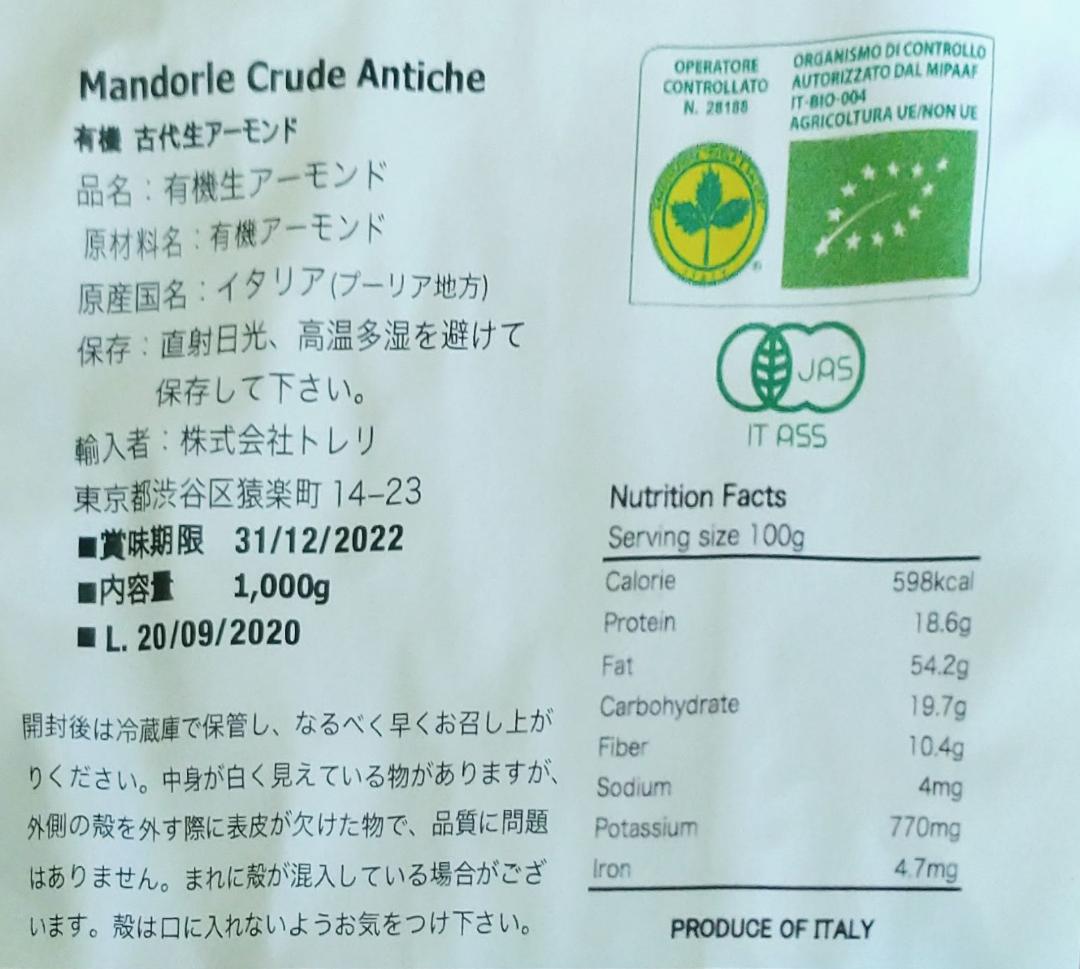 Mandorle Crude Antiche
有機 古代生アーモンド
品名：有機生アーモンド
原材料名：有機アーモンド
原産国名：イタリア(プーリア地方)
保存：直射日光、高温多湿を避けて
保存して下さい。
輸入者：株式会社トレリ
東京都渋谷区猿楽町 14-23
■賞味期限 31/12/2022
■内容量 1,000g
■ L. 20/09/2020
開封後は冷蔵庫で保管し、なるべく早くお召し上が
りください。中身が白く見えている物がありますが、
外側の殻を外す際に表皮が欠けた物で、品質に問題
はありません。まれに殻が混入している場合がござ
います。殻は口に入れないようお気をつけ下さい。
OPERATORE
CONTROLLATO
N. 28188
ORGANISMO DI CONTROLLO
AUTORIZZATO DAL MIPAAF
IT-BIO-004
AGRICOLTURA UE/NON UE
ITALY
JAS
IT ASS
Nutrition Facts
Serving size 100g
Calorie 598kcal
Protein 18.6g
Fat 54.2g
Carbohydrate 19.7g
Fiber 10.4g
Sodium 4mg
Potassium 770mg
Iron 4.7mg
PRODUCE OF ITALY